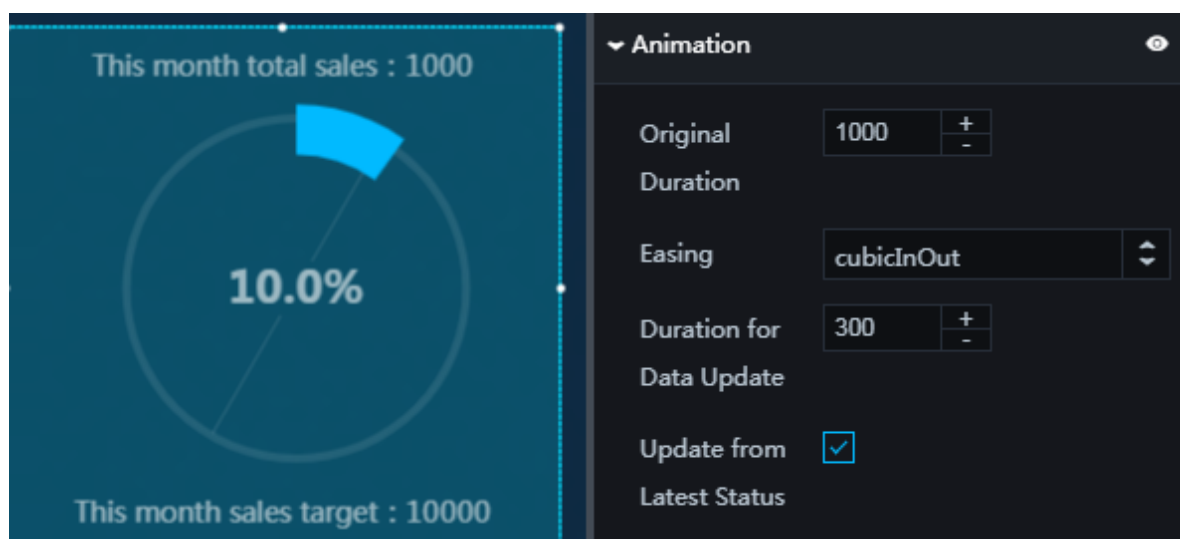 This month total sales : 1000
10.0%
This month sales target : 10000
Animation
Original
Duration
1000
+
-
Easing
cubicInOut
Duration for
Data Update
300
+
-
Update from
Latest Status